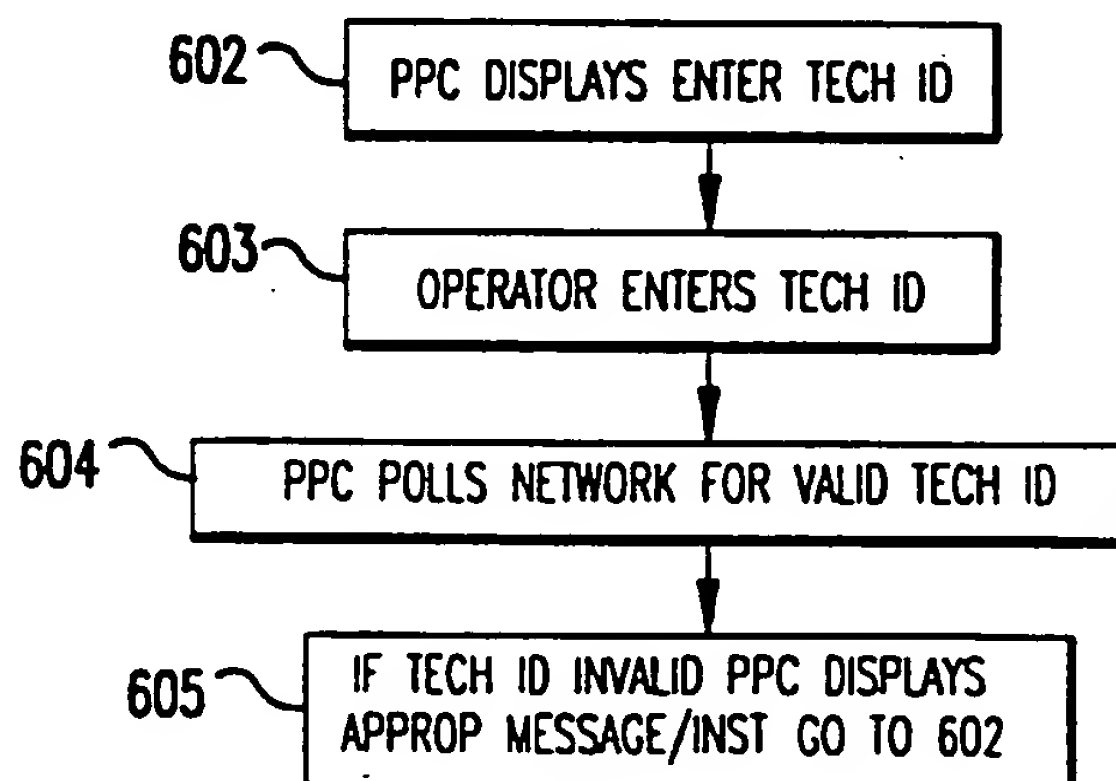 602 PPC DISPLAYS ENTER TECH ID
603 OPERATOR ENTERS TECH ID
604 PPC POLLS NETWORK FOR VALID TECH ID
605 IF TECH ID INVALID PPC DISPLAYS
APPROP MESSAGE/INST GO TO 602